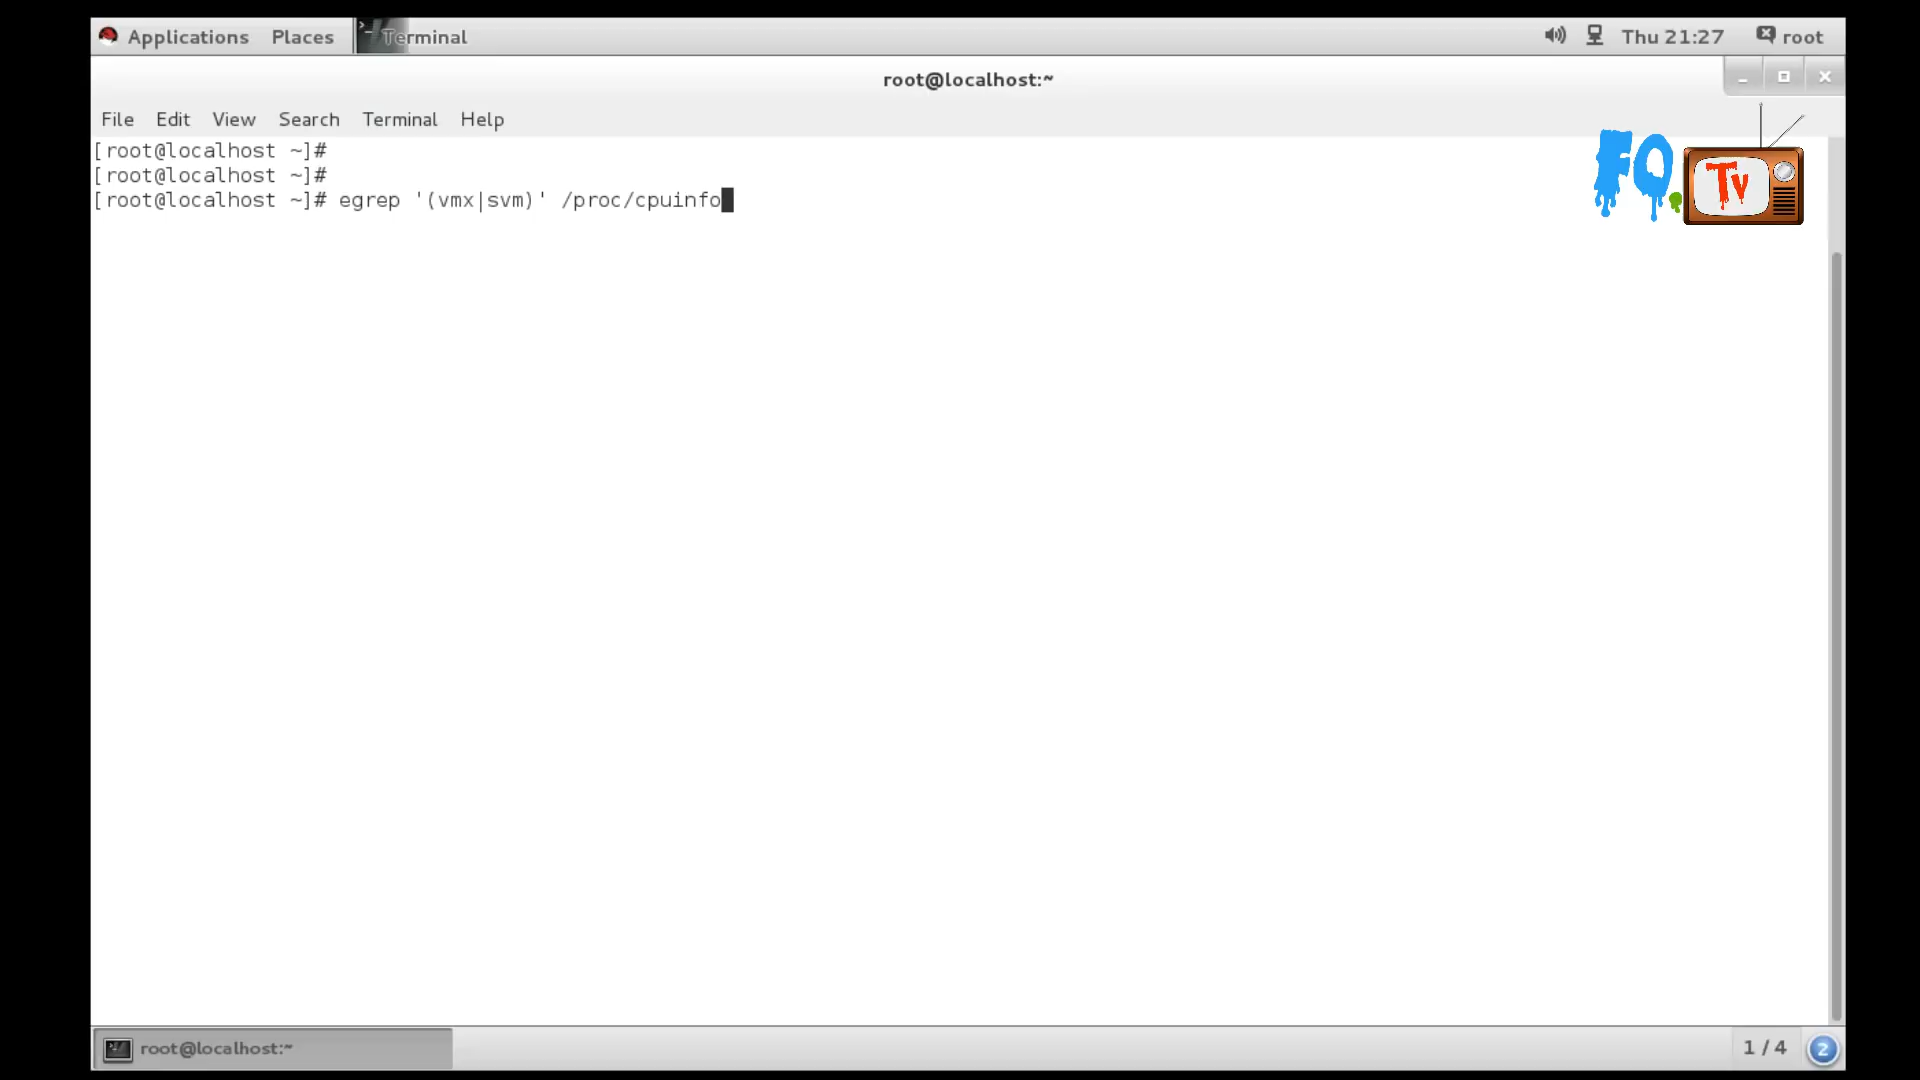 Applications Places Terminal Thu 21:27 root
root@localhost:~
File Edit View Search Terminal Help
[root@localhost ~]#
[root@localhost ~]#
[root@localhost ~]# egrep '(vmx|svm)' /proc/cpuinfo
FQ.Tv
root@localhost:~ 1 / 4 2